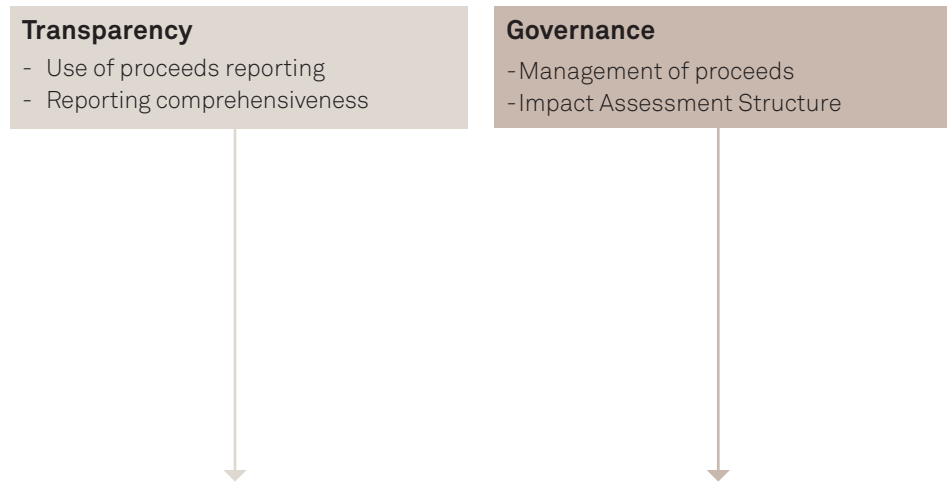 Transparency
- Use of proceeds reporting
- Reporting comprehensiveness
Governance
-Management of proceeds
-Impact Assessment Structure